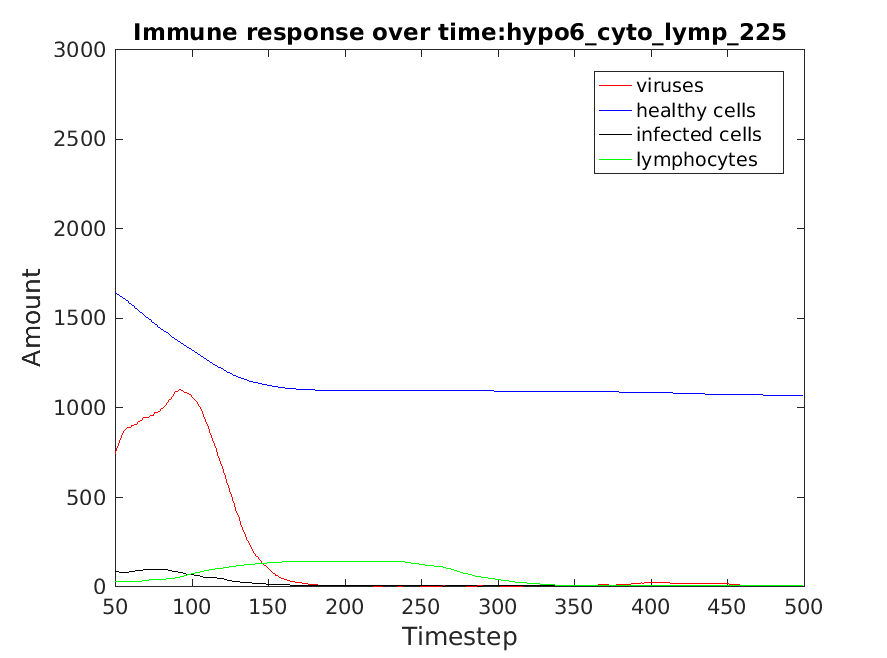 Immune response over time:hypo6_cyto_lymp_225
3000
2500
2000
1500
1000
500
0
Amount
viruses
healthy cells
infected cells
lymphocytes
50 100 150 200 250 300 350 400 450 500
Timestep